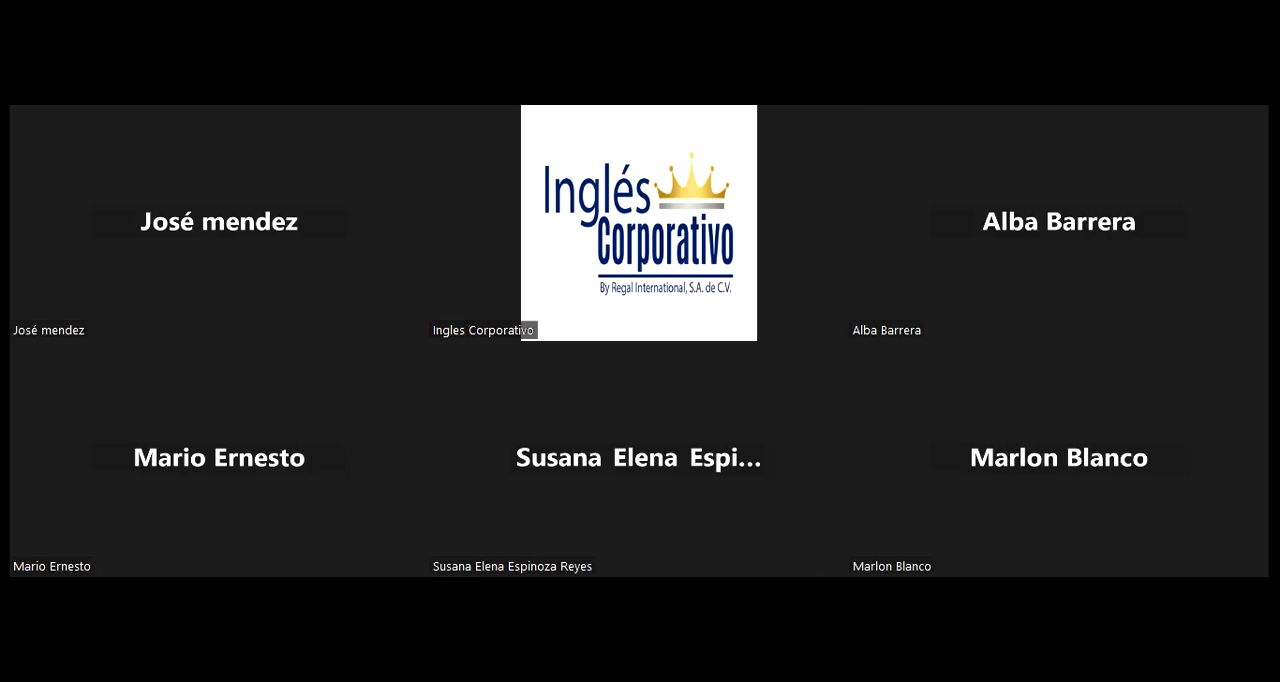 José mendez
Inglés
Corporativo
By Regal International, S.A. de C.V.
Alba Barrera
José mendez
Ingles Corporativo
Alba Barrera
Mario Ernesto
Susana Elena Espi...
Marlon Blanco
Mario Ernesto
Susana Elena Espinoza Reyes
Marlon Blanco